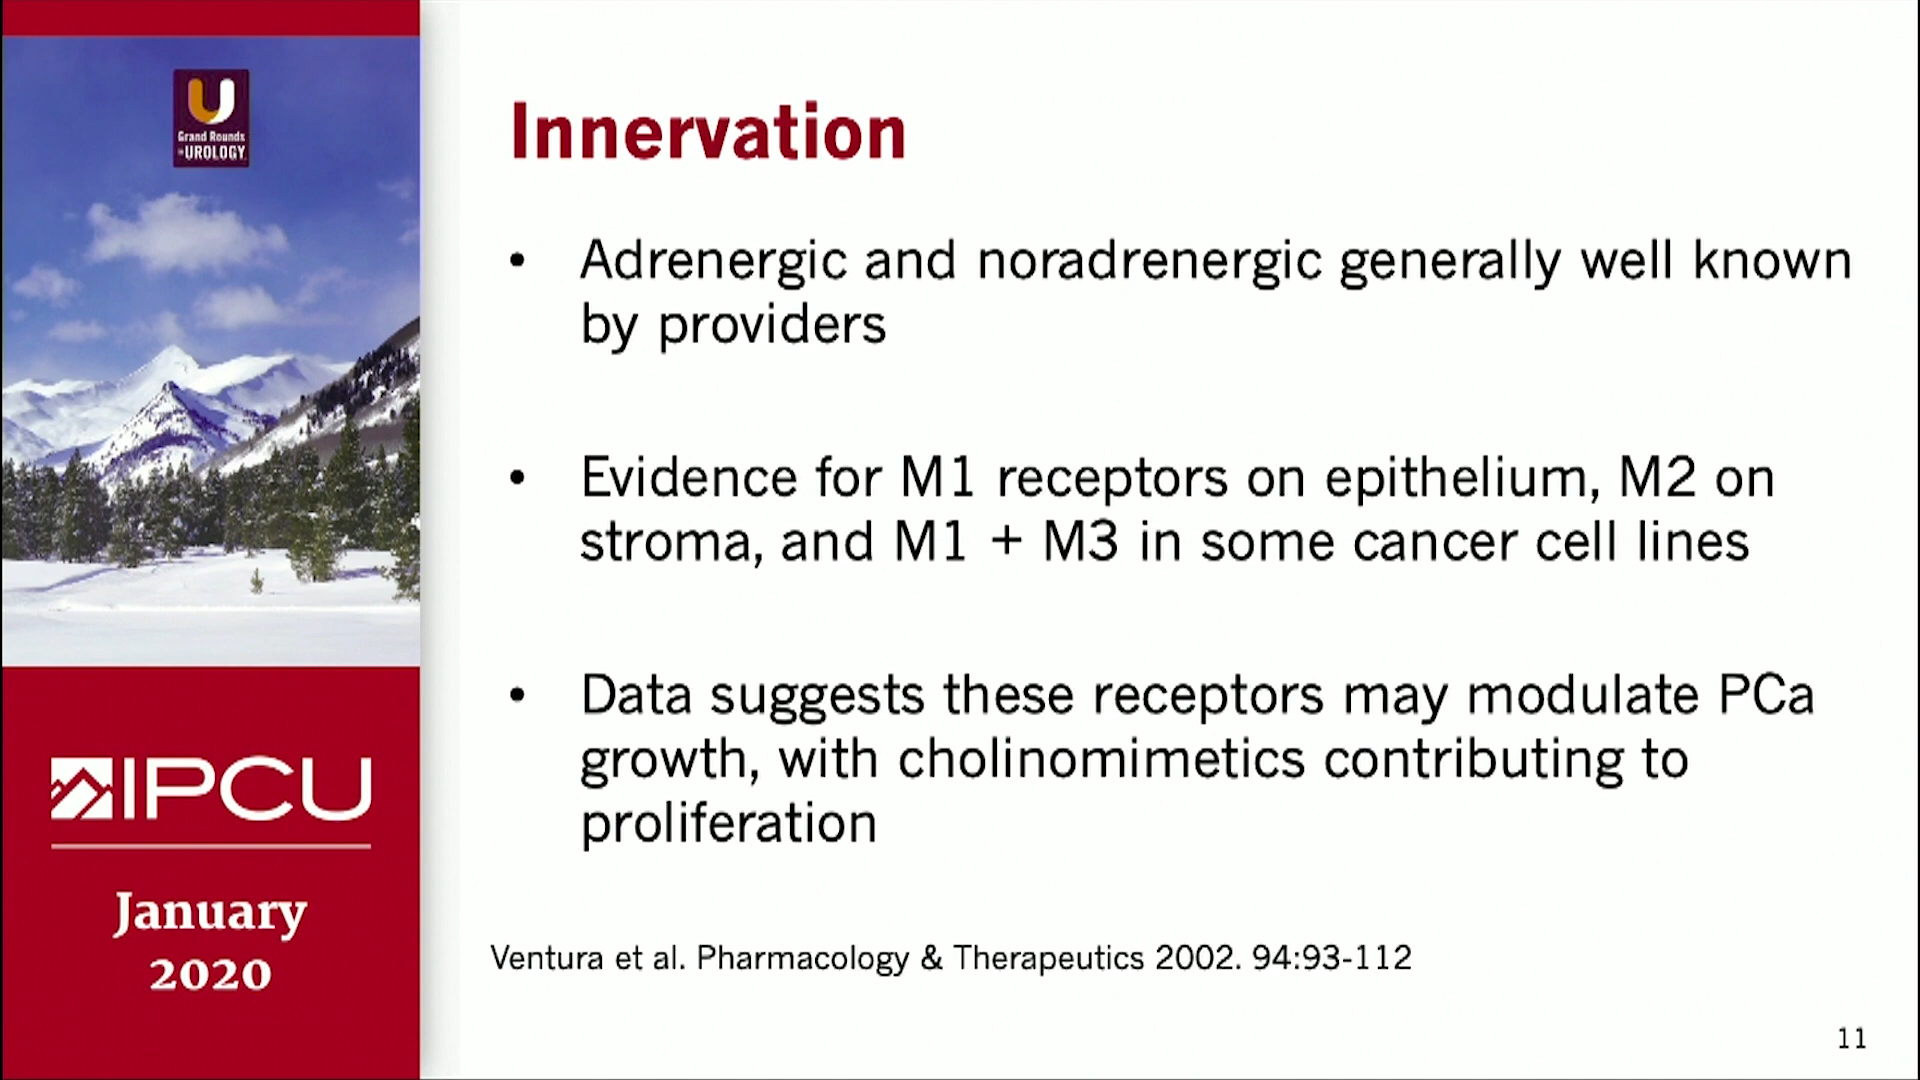 U
Grand Rounds
in UROLOGY
Innervation
• Adrenergic and noradrenergic generally well known
by providers
• Evidence for M1 receptors on epithelium, M2 on
stroma, and M1 + M3 in some cancer cell lines
• Data suggests these receptors may modulate PCa
growth, with cholinomimetics contributing to
proliferation
IPCU
January
2020
Ventura et al. Pharmacology & Therapeutics 2002. 94:93-112
11